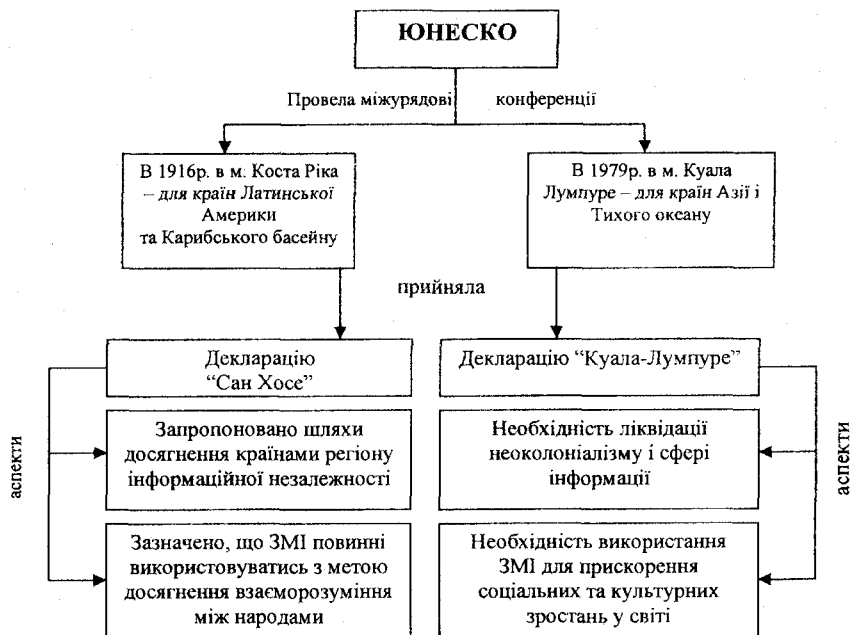 ЮНЕСКО
Провела міжурядові конференції
В 1916р. в м. Коста Ріка
– для країн Латинської
Америки
та Карибського басейну
В 1979р. в м. Куала
Лумпуре – для країн Азії і
Тихого океану
прийняла
Декларацію
“Сан Хосе”
Декларацію “Куала-Лумпуре”
аспекти
Запропоновано шляхи
досягнення країнами регіону
інформаційної незалежності
Зазначено, що ЗМІ повинні
використовуватись з метою
досягнення взаєморозуміння
між народами
Необхідність ліквідації
неоколоніалізму і сфері
інформації
Необхідність використання
ЗМІ для прискорення
соціальних та культурних
зростань у світі
аспекти